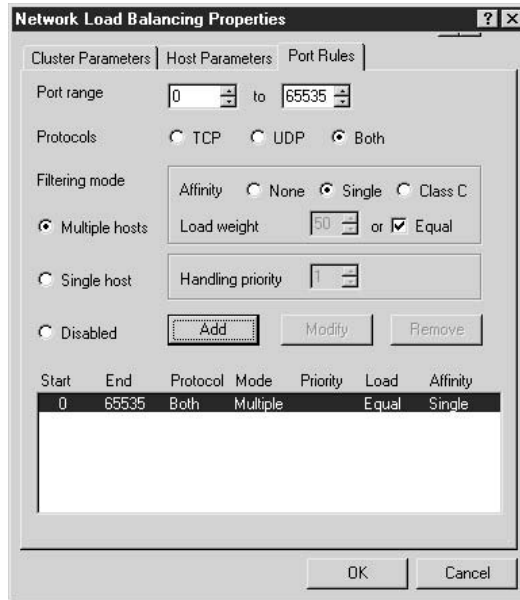 Network Load Balancing Properties
Cluster Parameters Host Parameters Port Rules
Port range 0 to 65535
Protocols TCP UDP Both
Filtering mode
Affinity None Single Class C
Multiple hosts Load weight 50 or Equal
Single host Handling priority 1
Disabled Add Modify Remove
Start End Protocol Mode Priority Load Affinity
0 65535 Both Multiple Equal Single
OK Cancel